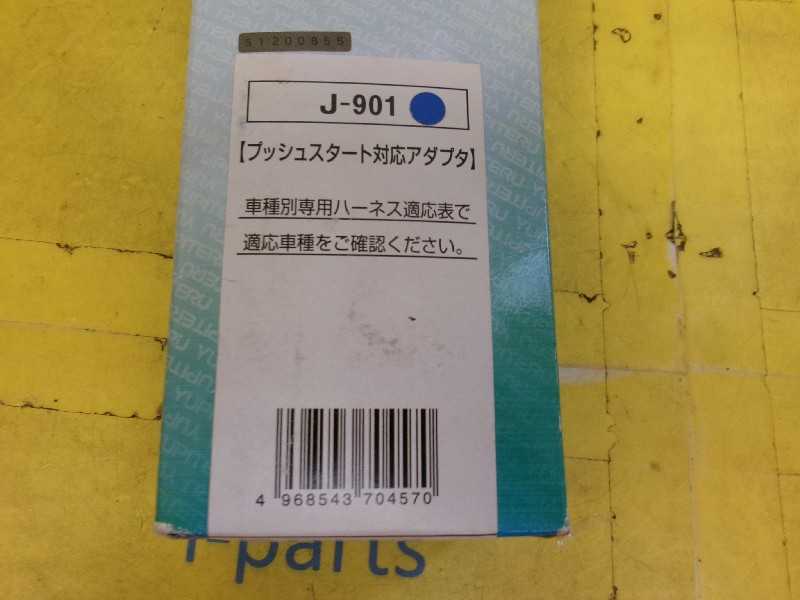 51200855
J-901
【プッシュスタート対応アダプタ】
車種別専用ハーネス適応表で
適応車種をご確認ください。
4 968543 704570
-parts